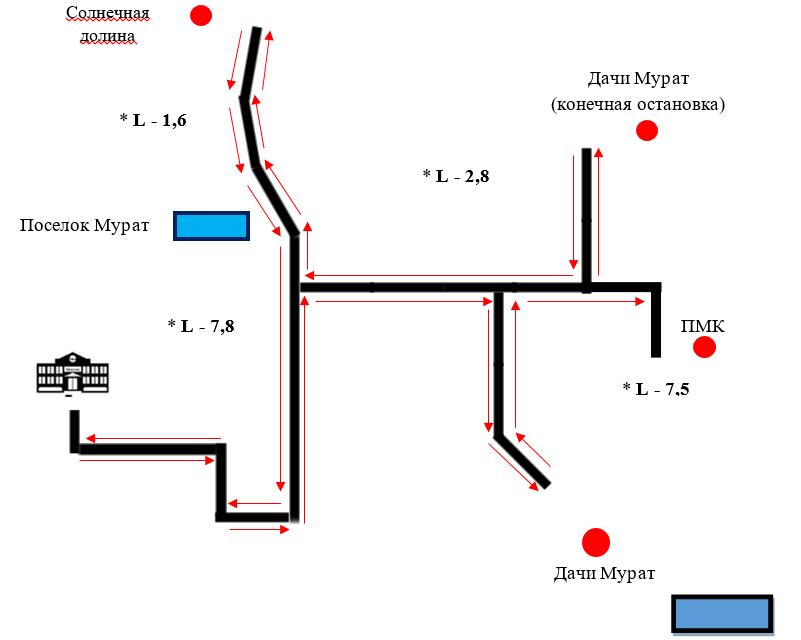 Солнечная
долина
Дачи Мурат
(конечная остановка)
* L - 1,6
* L - 2,8
Поселок Мурат
* L - 7,8
ПМК
* L - 7,5
Дачи Мурат